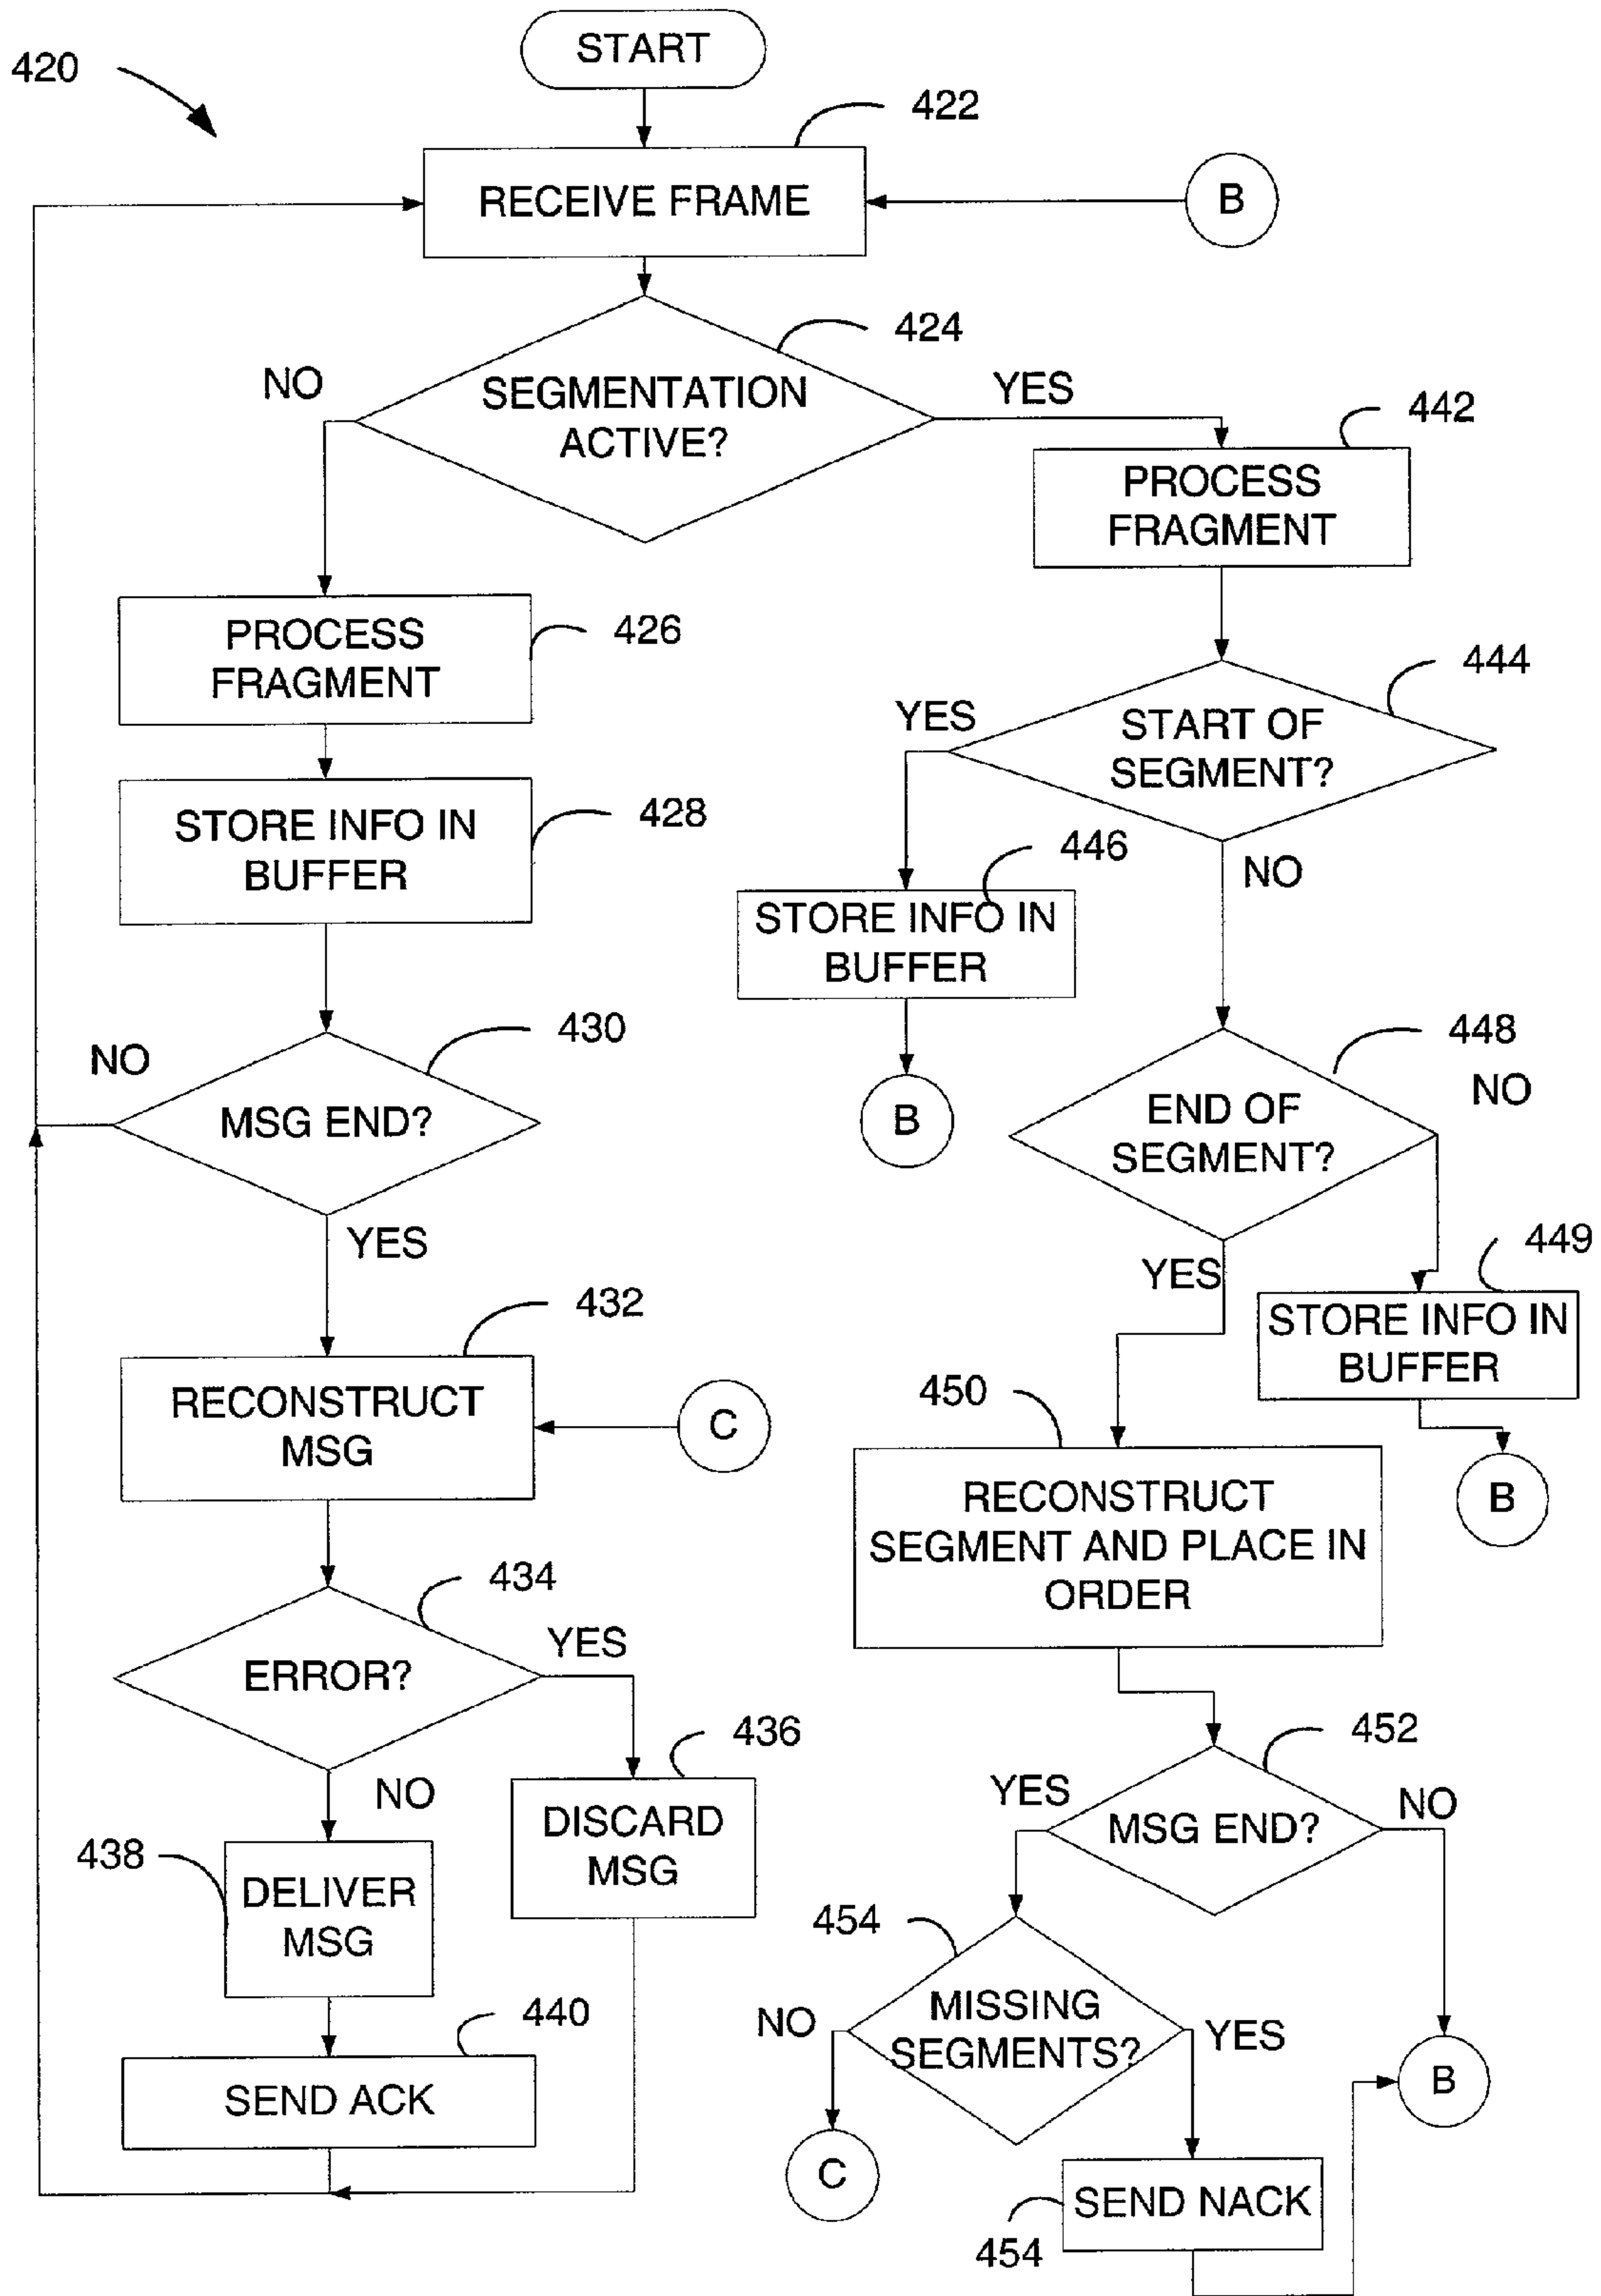 START
420
422
RECEIVE FRAME
B
424
NO
SEGMENTATION
ACTIVE?
YES
442
PROCESS
FRAGMENT
PROCESS
FRAGMENT
426
444
YES
START OF
SEGMENT?
STORE INFO IN
BUFFER
428
446
NO
STORE INFO IN
BUFFER
430
448
NO
NO
MSG END?
B
END OF
SEGMENT?
YES
YES
449
432
STORE INFO IN
BUFFER
RECONSTRUCT
MSG
C
450
B
RECONSTRUCT
SEGMENT AND PLACE IN
ORDER
434
YES
ERROR?
436
452
NO
YES
NO
DISCARD
MSG
MSG END?
438
DELIVER
MSG
454
NO
MISSING
SEGMENTS?
YES
440
B
SEND ACK
C
SEND NACK
454